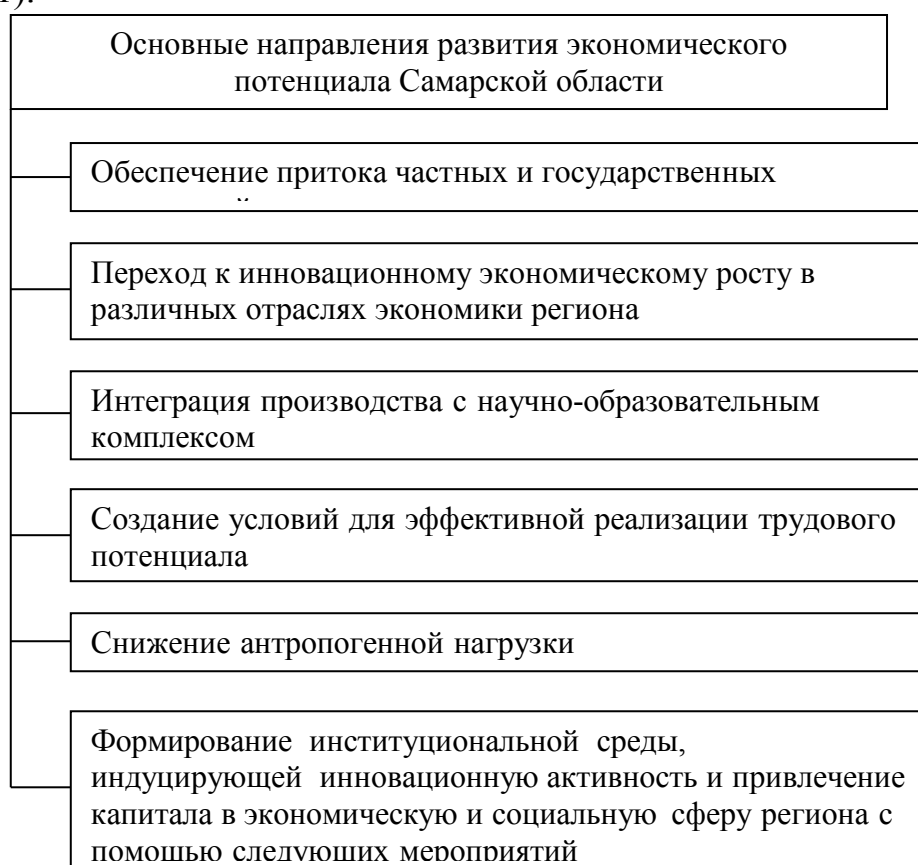 1).
Основные направления развития экономического
потенциала Самарской области
Обеспечение притока частных и государственных
Переход к инновационному экономическому росту в
различных отраслях экономики региона
Интеграция производства с научно-образовательным
комплексом
Создание условий для эффективной реализации трудового
потенциала
Снижение антропогенной нагрузки
Формирование институциональной среды,
индуцирующей инновационную активность и привлечение
капитала в экономическую и социальную сферу региона с
помощью следующих мероприятий